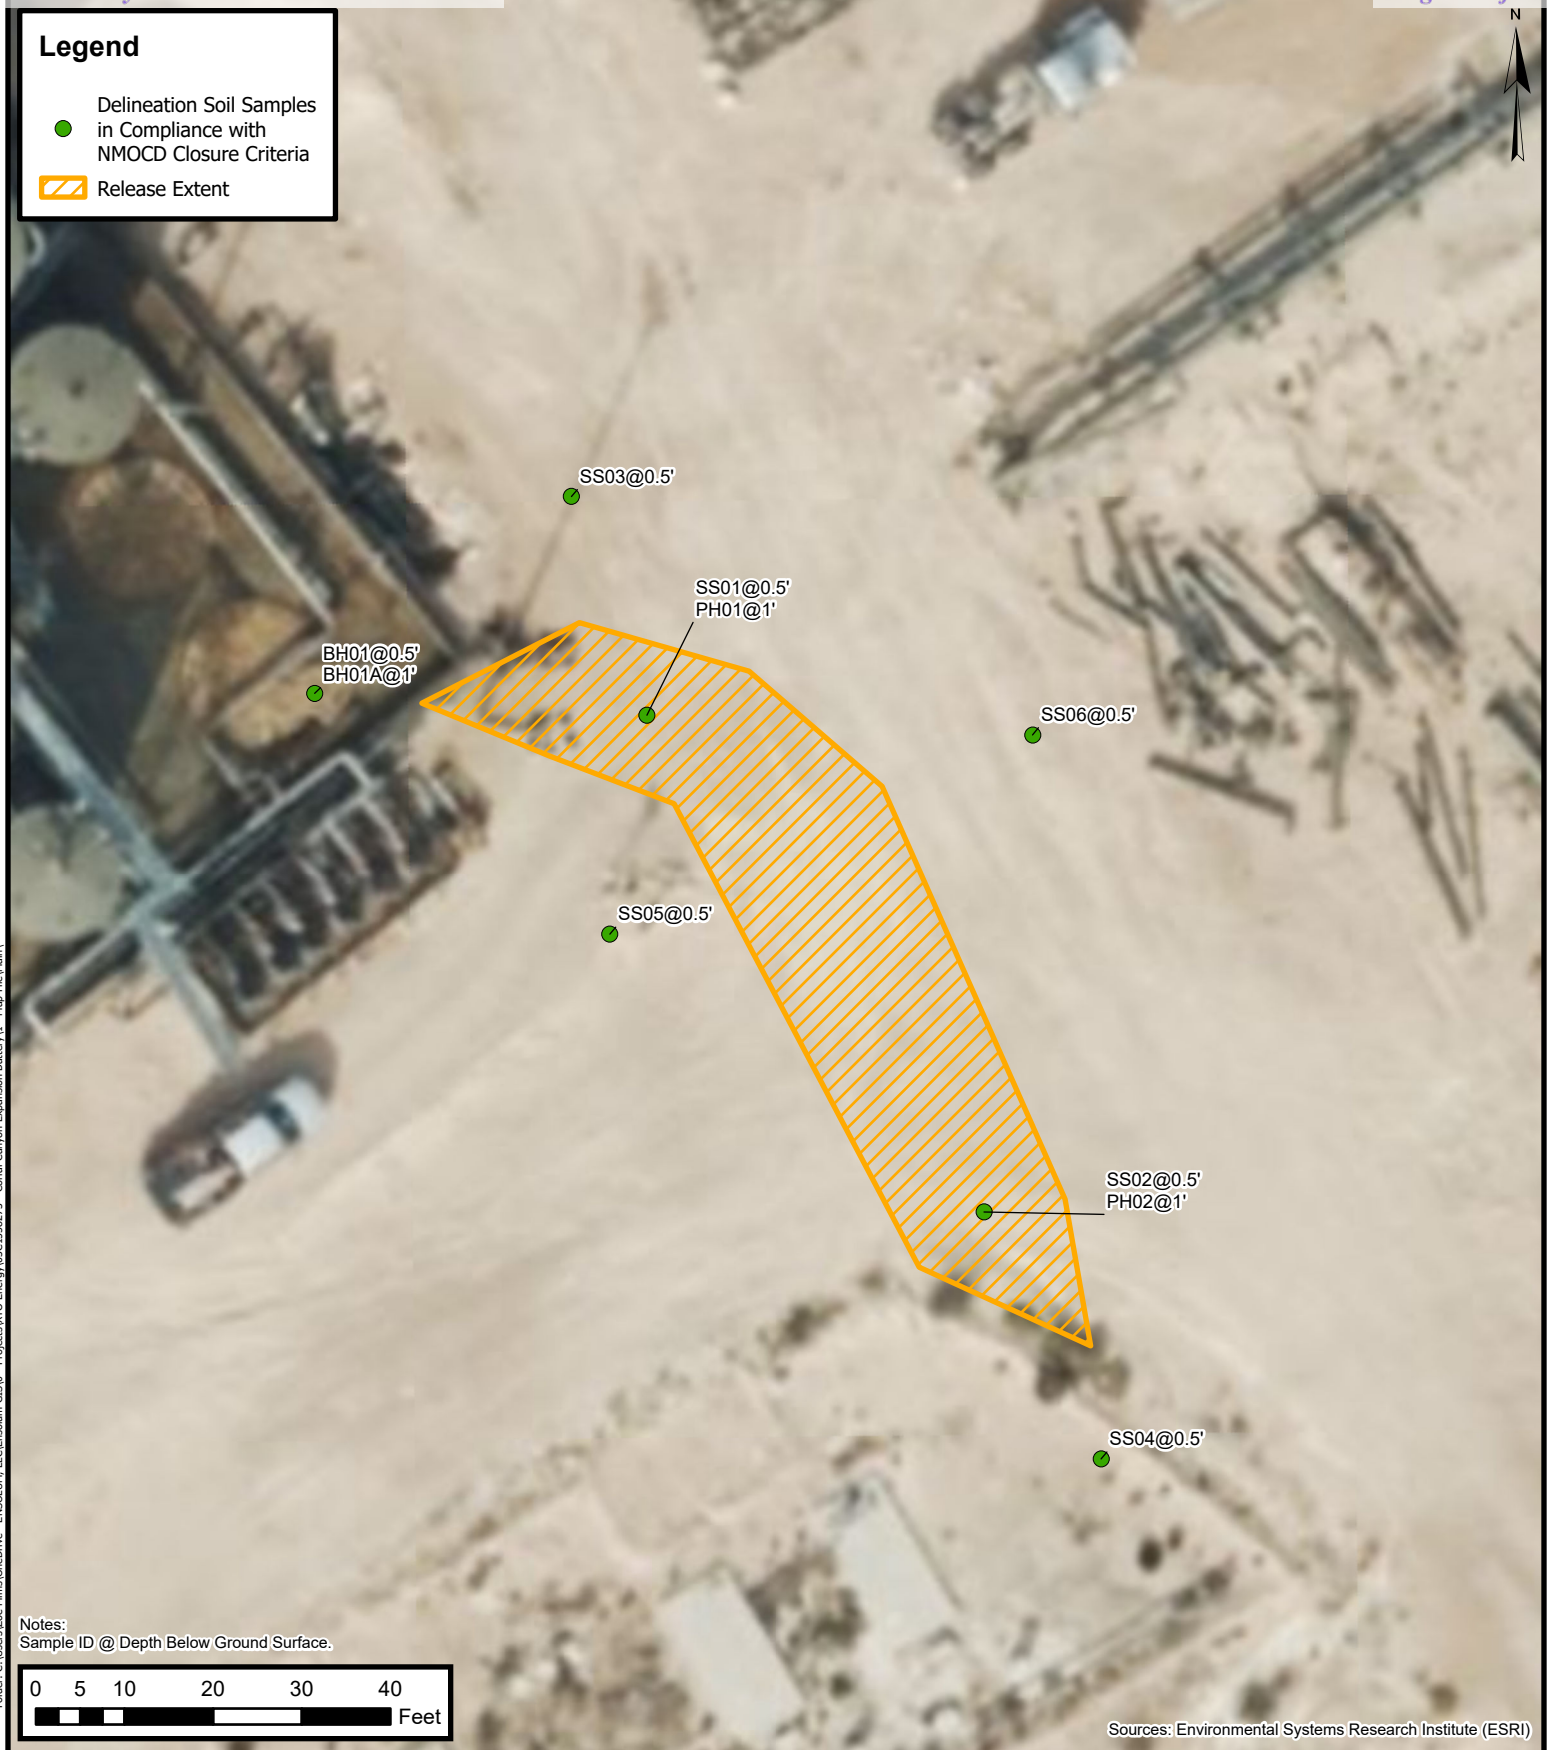 N
Legend
Delineation Soil Samples
in Compliance with
NMOCD Closure Criteria
Release Extent
SS03@0.5'
SS01@0.5'
PH01@1'
BH01@0.5'
BH01A@1'
SS06@0.5'
SS05@0.5'
SS02@0.5'
PH02@1'
SS04@0.5'
Notes:
Sample ID @ Depth Below Ground Surface.
0 5 10 20 30 40
Feet
Sources: Environmental Systems Research Institute (ESRI)